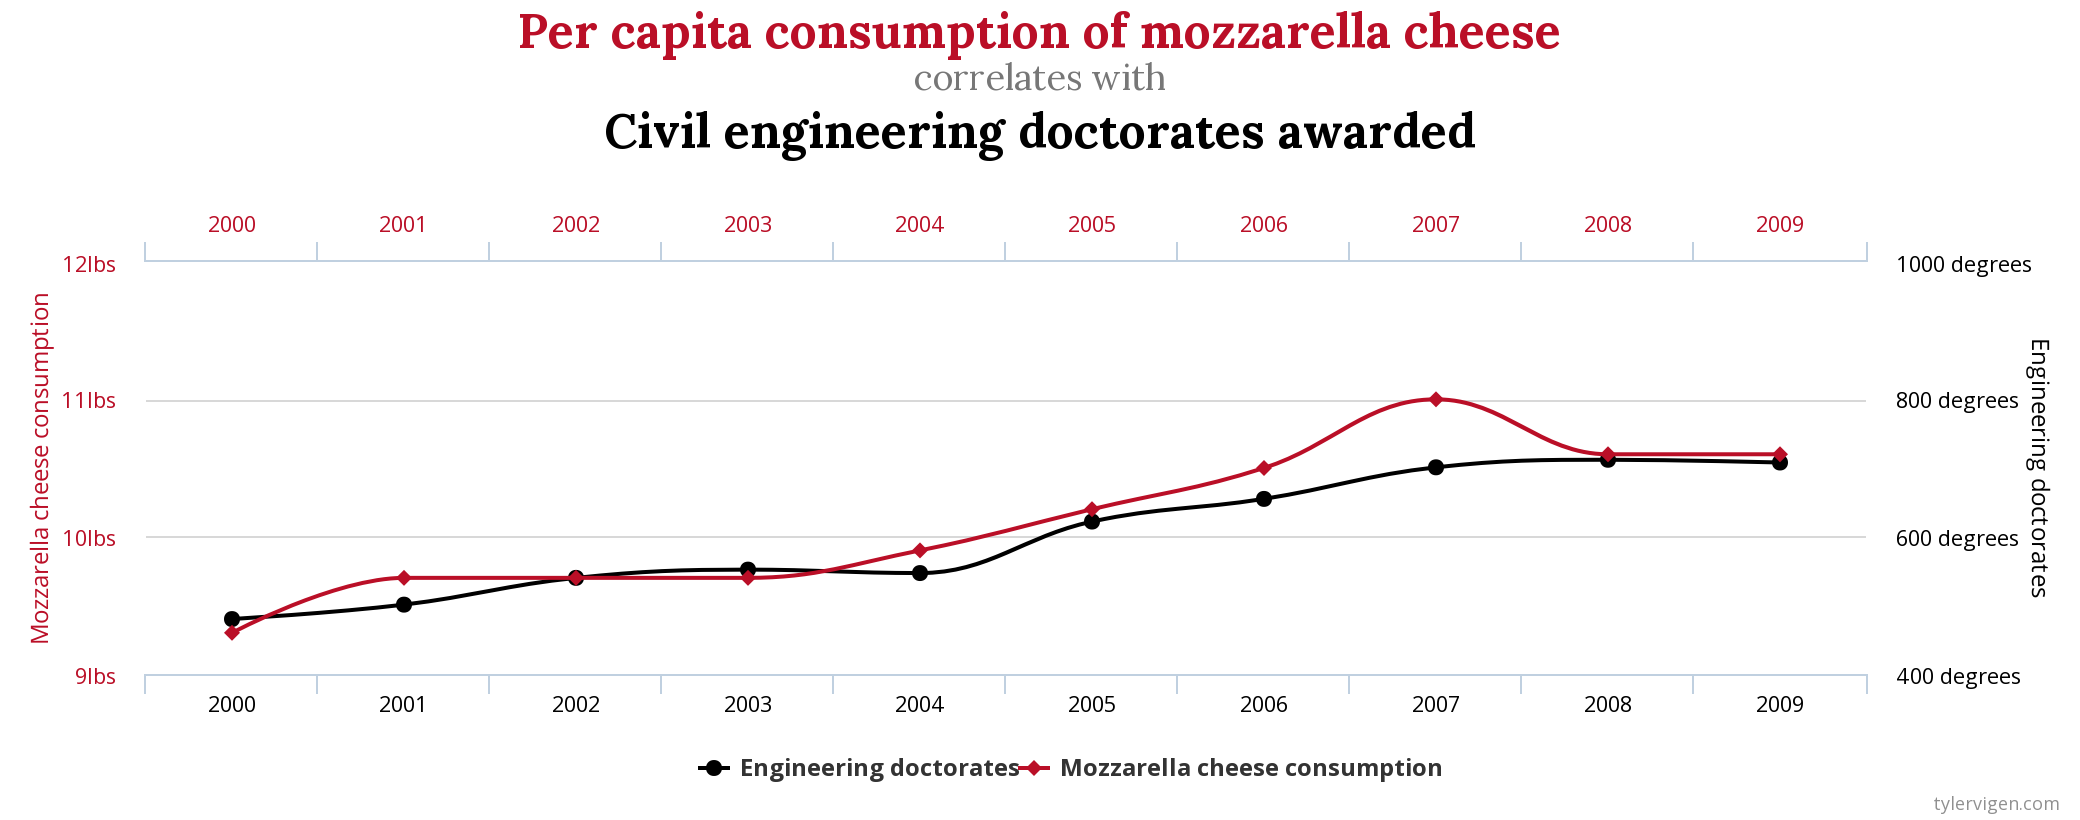 Per capita consumption of mozzarella cheese
correlates with
Civil engineering doctorates awarded
2000 2001 2002 2003 2004 2005 2006 2007 2008 2009
12lbs 1000 degrees
11lbs 800 degrees
10lbs 600 degrees
9lbs 400 degrees
Mozzarella cheese consumption
Engineering doctorates
2000 2001 2002 2003 2004 2005 2006 2007 2008 2009
Engineering doctorates Mozzarella cheese consumption
tylervigen.com